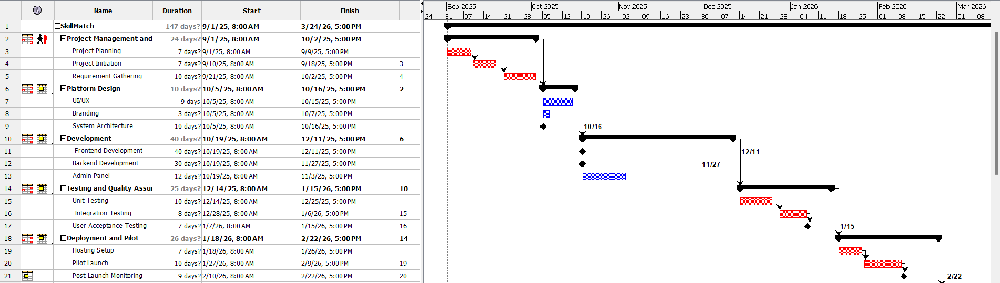 Name Duration Start Finish
1 SkillMatch 147 days? 9/1/25, 8:00 AM 3/24/26, 5:00 PM
2 Project Management and 24 days? 9/1/25, 8:00 AM 10/2/25, 5:00 PM
3 Project Planning 7 days? 9/1/25, 8:00 AM 9/9/25, 5:00 PM
4 Project Initiation 7 days? 9/10/25, 8:00 AM 9/18/25, 5:00 PM 3
5 Requirement Gathering 10 days? 9/21/25, 8:00 AM 10/2/25, 5:00 PM 4
6 Platform Design 10 days? 10/5/25, 8:00 AM 10/16/25, 5:00 PM 2
7 UI/UX 9 days 10/5/25, 8:00 AM 10/15/25, 5:00 PM
8 Branding 3 days? 10/5/25, 8:00 AM 10/7/25, 5:00 PM
9 System Architecture 10 days? 10/5/25, 8:00 AM 10/16/25, 5:00 PM
10 Development 40 days? 10/19/25, 8:00 AM 12/11/25, 5:00 PM 6
11 Frontend Development 40 days? 10/19/25, 8:00 AM 12/11/25, 5:00 PM
12 Backend Development 30 days? 10/19/25, 8:00 AM 11/27/25, 5:00 PM
13 Admin Panel 12 days? 10/19/25, 8:00 AM 11/3/25, 5:00 PM
14 Testing and Quality Assu 25 days? 12/14/25, 8:00 AM 1/15/26, 5:00 PM 10
15 Unit Testing 10 days? 12/14/25, 8:00 AM 12/25/25, 5:00 PM
16 Integration Testing 8 days? 12/28/25, 8:00 AM 1/6/26, 5:00 PM 15
17 User Acceptance Testing 7 days? 1/7/26, 8:00 AM 1/15/26, 5:00 PM 16
18 Deployment and Pilot 26 days? 1/18/26, 8:00 AM 2/22/26, 5:00 PM 14
19 Hosting Setup 7 days? 1/18/26, 8:00 AM 1/26/26, 5:00 PM
20 Pilot Launch 10 days? 1/27/26, 8:00 AM 2/9/26, 5:00 PM 19
21 Post-Launch Monitoring 9 days? 2/10/26, 8:00 AM 2/22/26, 5:00 PM 20
Sep 2025 Oct 2025 Nov 2025 Dec 2025 Jan 2026 Feb 2026 Mar 2026
24 31 07 14 21 28 05 12 19 26 02 09 16 23 30 07 14 21 28 04 11 18 25 01 08 15 22 01 08
10/16
12/11
11/27
1/15
2/22